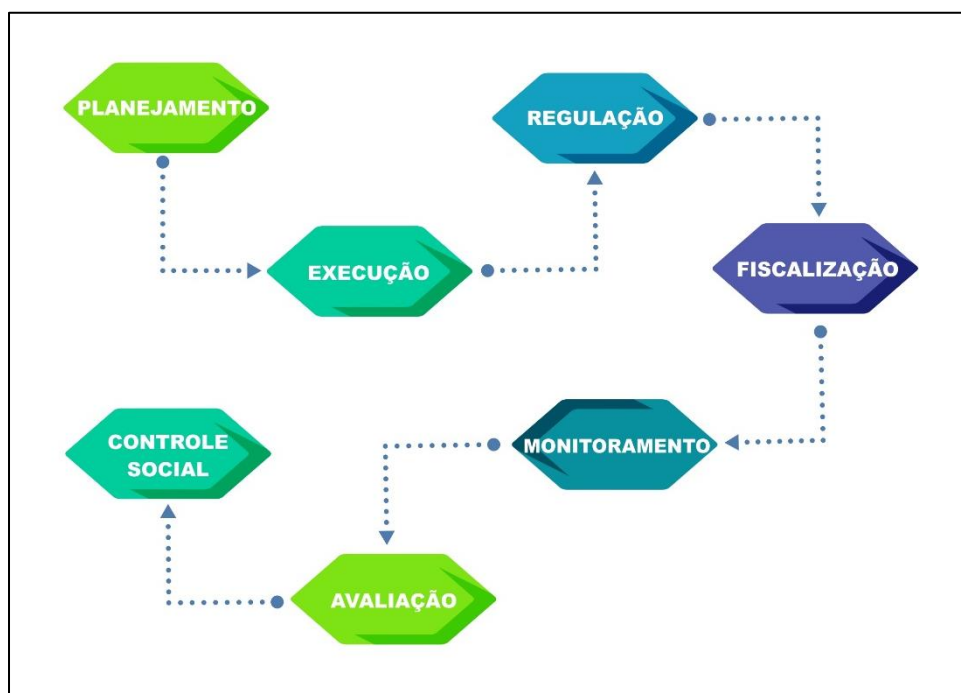 PLANEJAMENTO
EXECUÇÃO
REGULAÇÃO
FISCALIZAÇÃO
MONITORAMENTO
AVALIAÇÃO
CONTROLE
SOCIAL